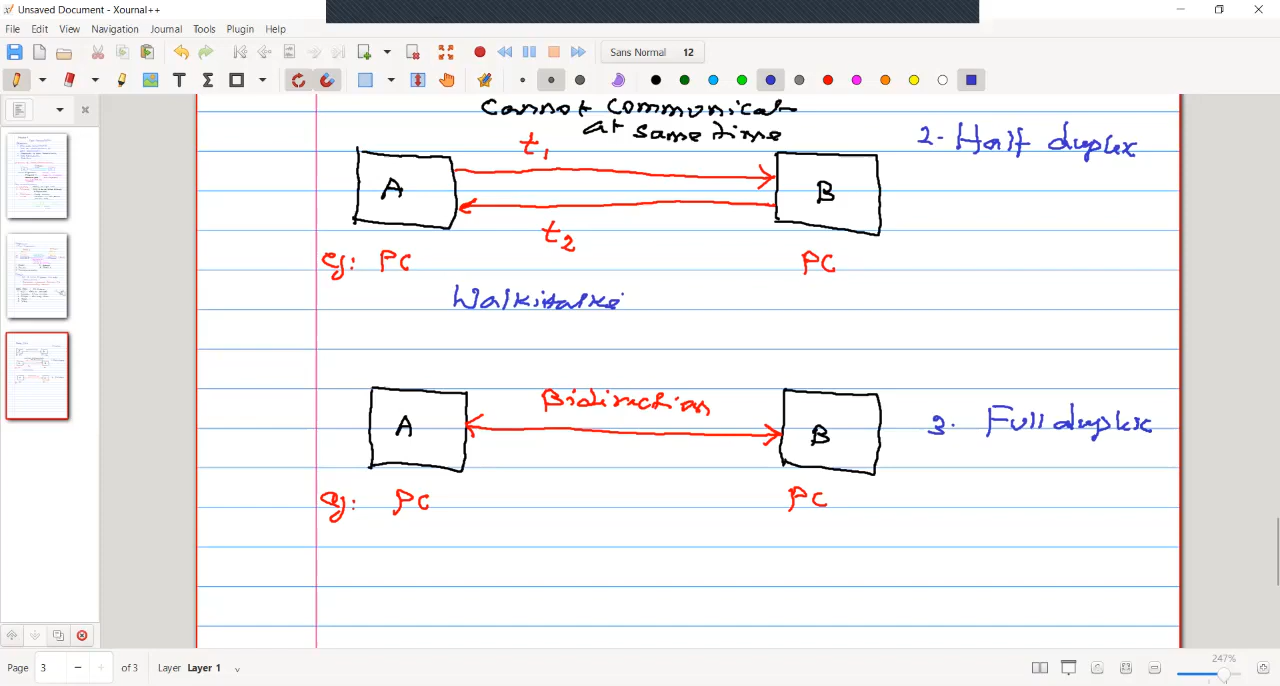 Unsaved Document - Xournal++
File Edit View Navigation Journal Tools Plugin Help
Sans Normal 12
Cannot Communicat
at same time
t1
2. Half duplex
A
B
t2
eg: PC
PC
Walkitalkei
Bidirection
A
B
3. Full duplex
eg: PC
PC
Page 3 of 3 Layer Layer 1
247%